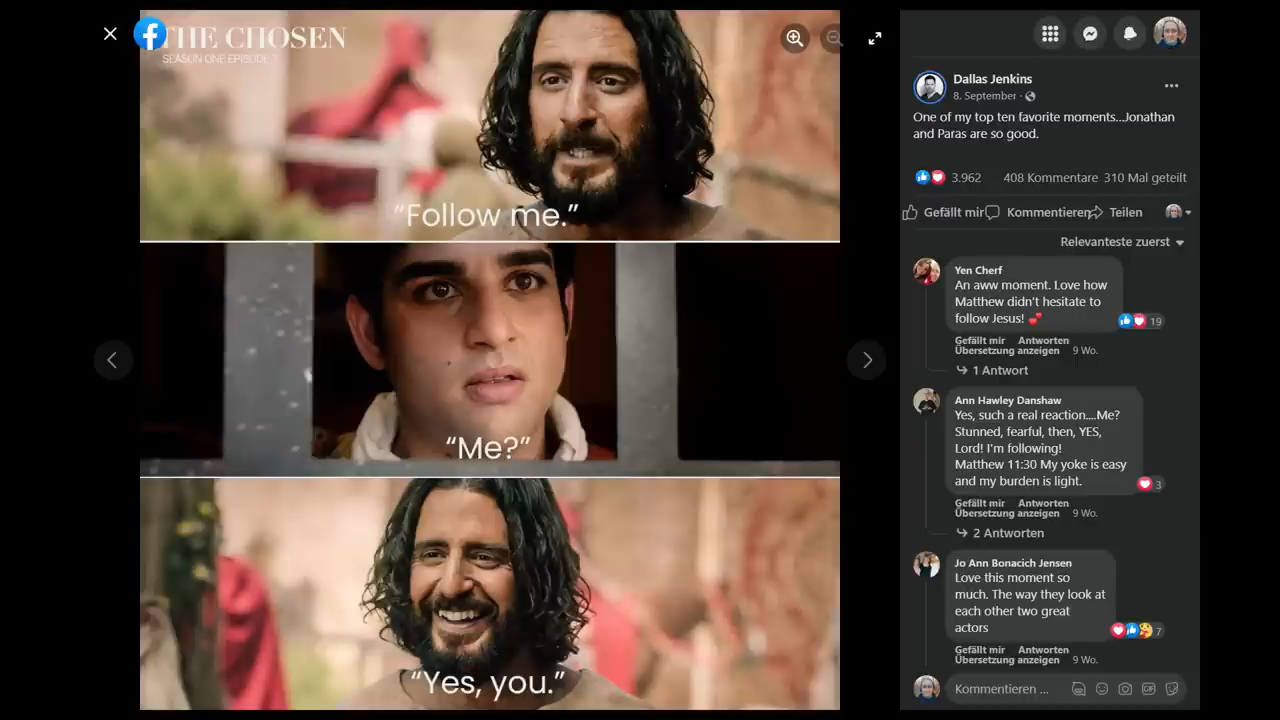 THE CHOSEN
SEASON ONE EPISODE 7
“Follow me.”
“Me?”
“Yes, you.”
Dallas Jenkins
8. September ·
One of my top ten favorite moments...Jonathan
and Paras are so good.
3.962 408 Kommentare 310 Mal geteilt
Gefällt mir Kommentieren Teilen
Relevanteste zuerst
Yen Cherf
An aww moment. Love how
Matthew didn't hesitate to
follow Jesus! 💕
19
Gefällt mir Antworten
Übersetzung anzeigen 9 Wo.
1 Antwort
Ann Hawley Danshaw
Yes, such a real reaction....Me?
Stunned, fearful, then, YES,
Lord! I'm following!
Matthew 11:30 My yoke is easy
and my burden is light.
3
Gefällt mir Antworten
Übersetzung anzeigen 9 Wo.
2 Antworten
Jo Ann Bonacich Jensen
Love this moment so
much. The way they look at
each other two great
actors
7
Gefällt mir Antworten
Übersetzung anzeigen 9 Wo.
Kommentieren ...
GIF